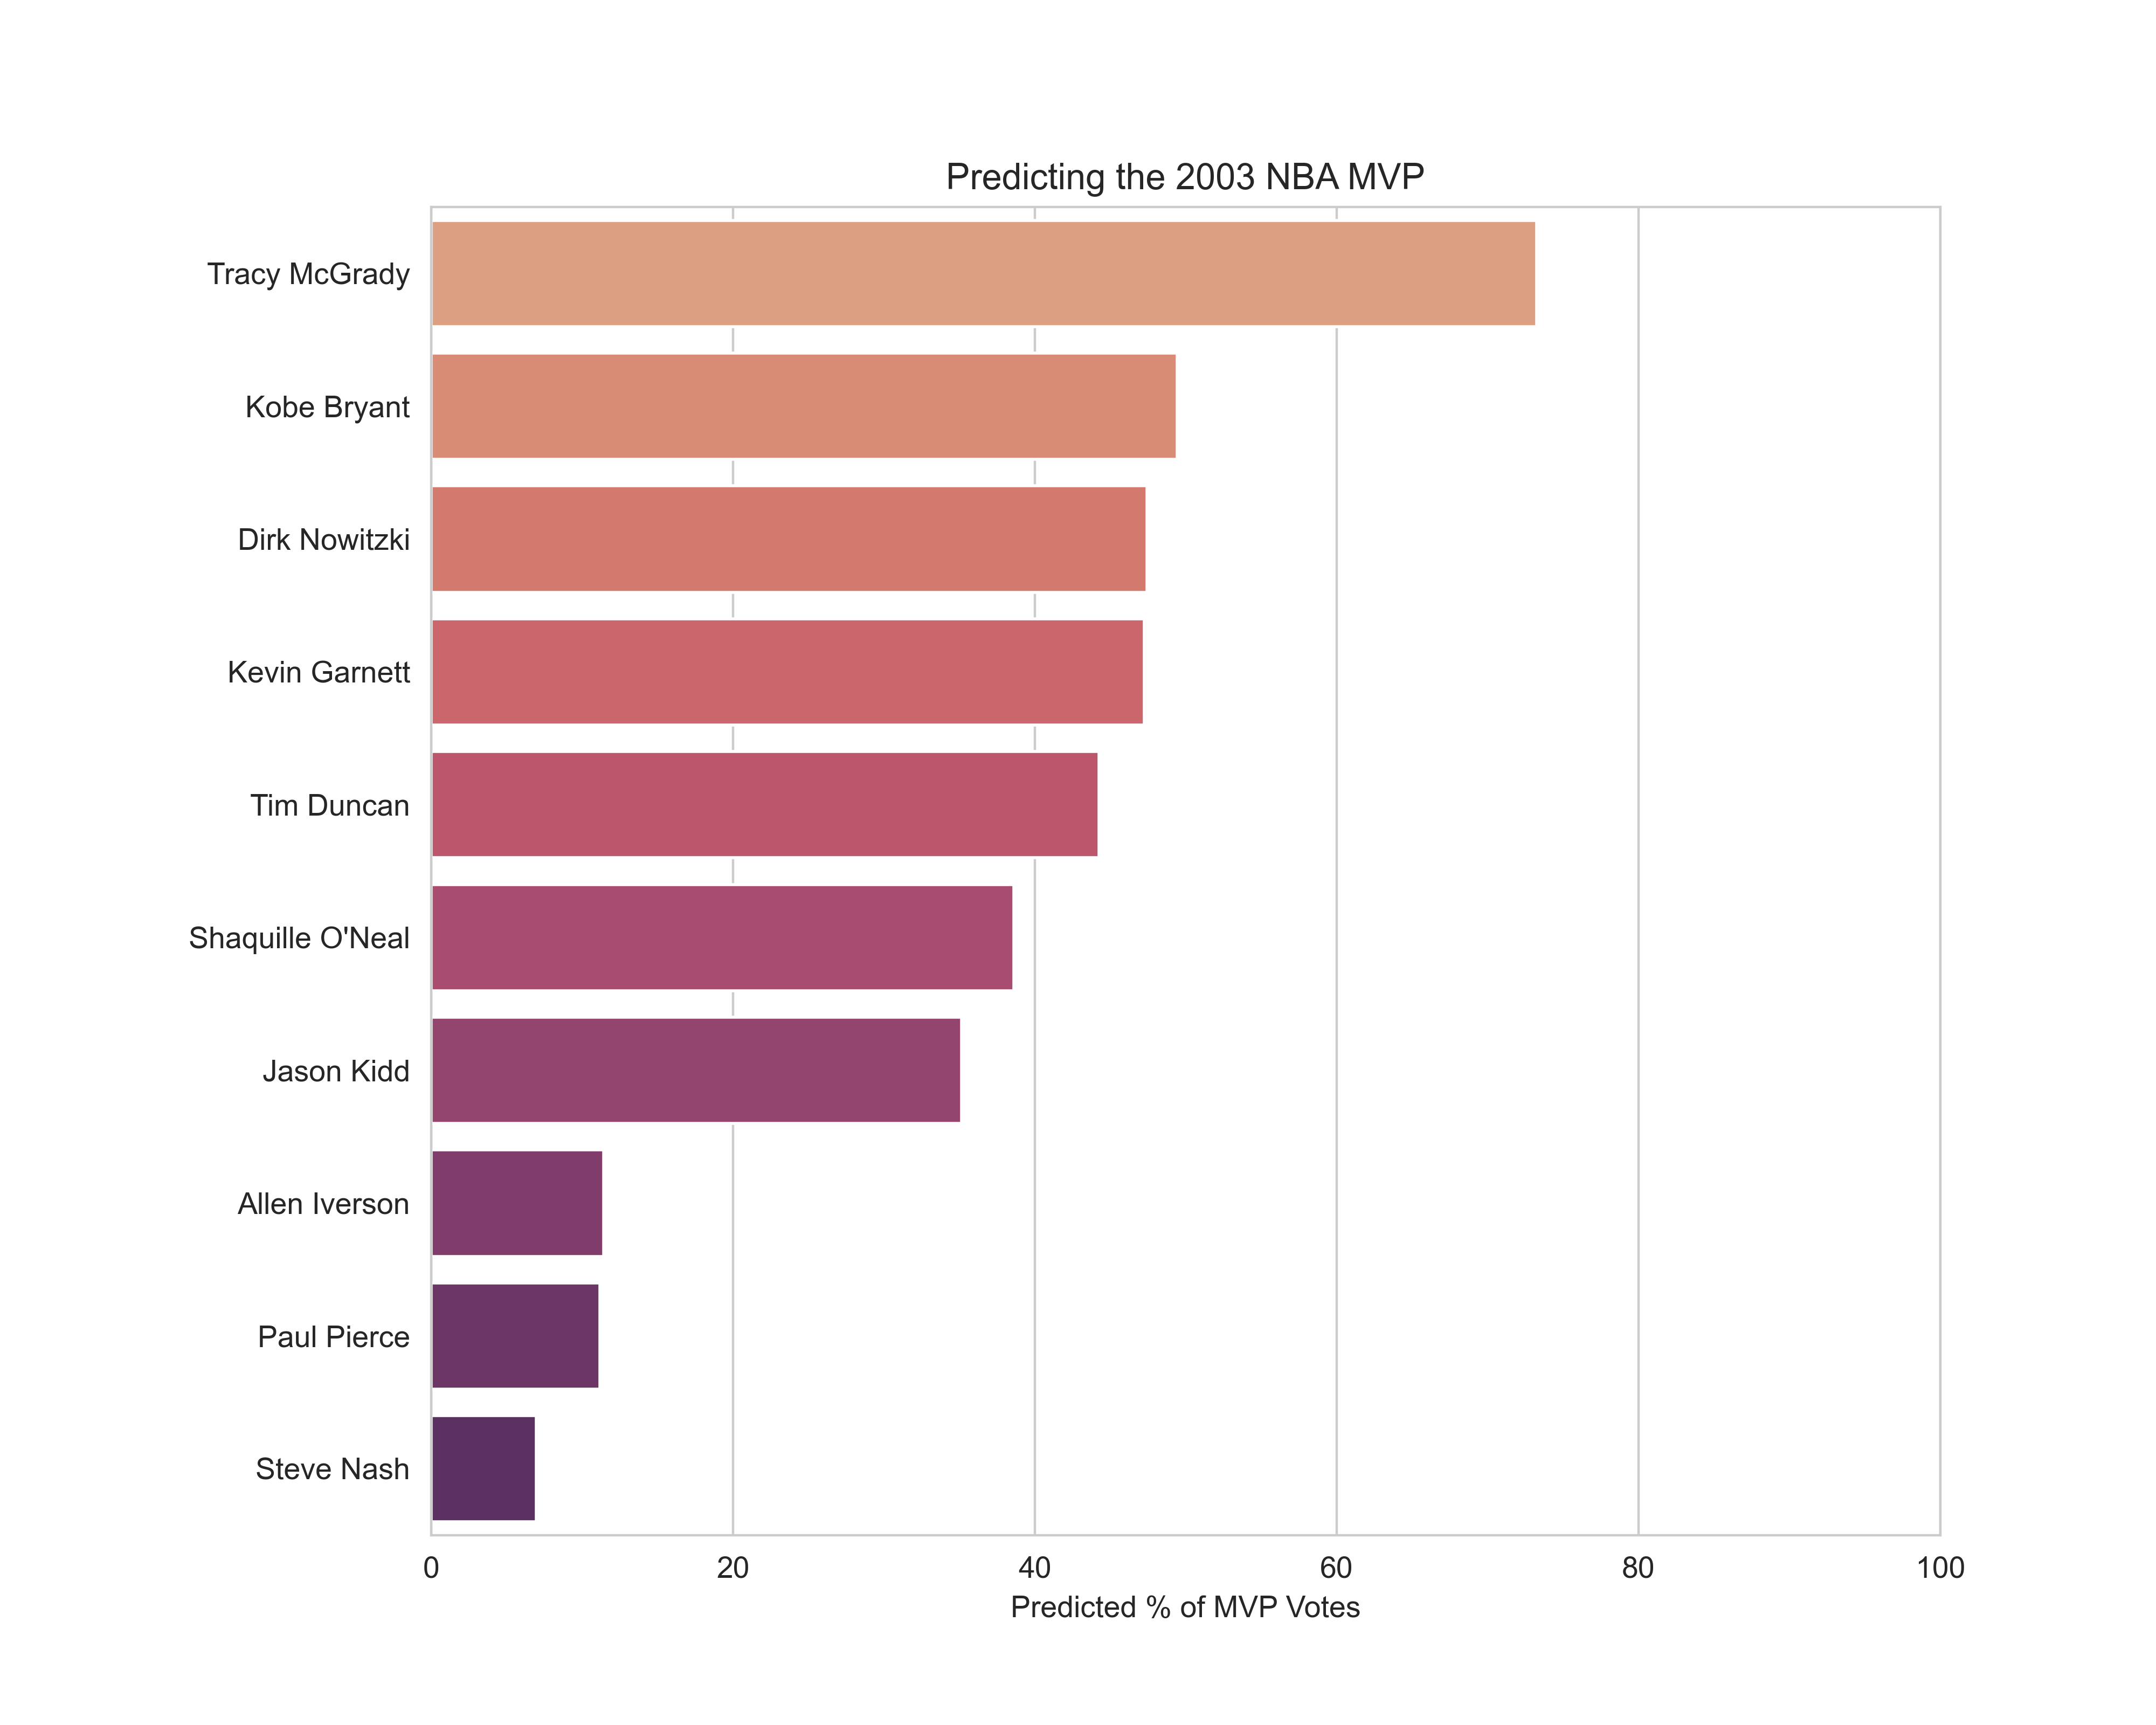 Predicting the 2003 NBA MVP
Tracy McGrady
Kobe Bryant
Dirk Nowitzki
Kevin Garnett
Tim Duncan
Shaquille O'Neal
Jason Kidd
Allen Iverson
Paul Pierce
Steve Nash
0 20 40 60 80 100
Predicted % of MVP Votes